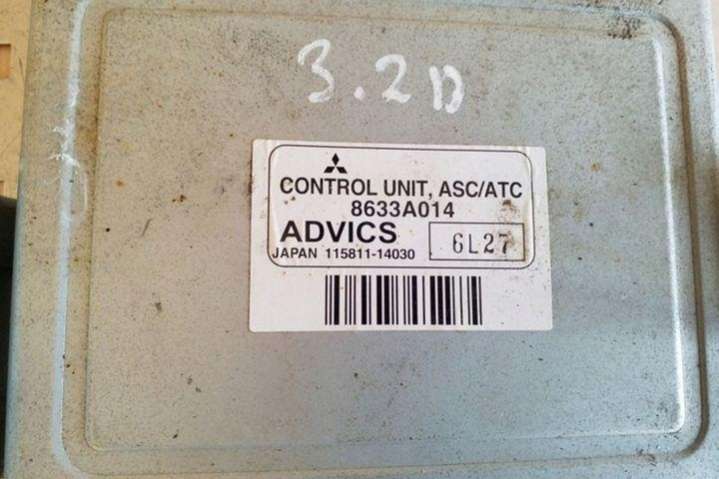 3.2D
CONTROL UNIT, ASC/ATC
8633A014
ADVICS 6L27
JAPAN 115811-14030